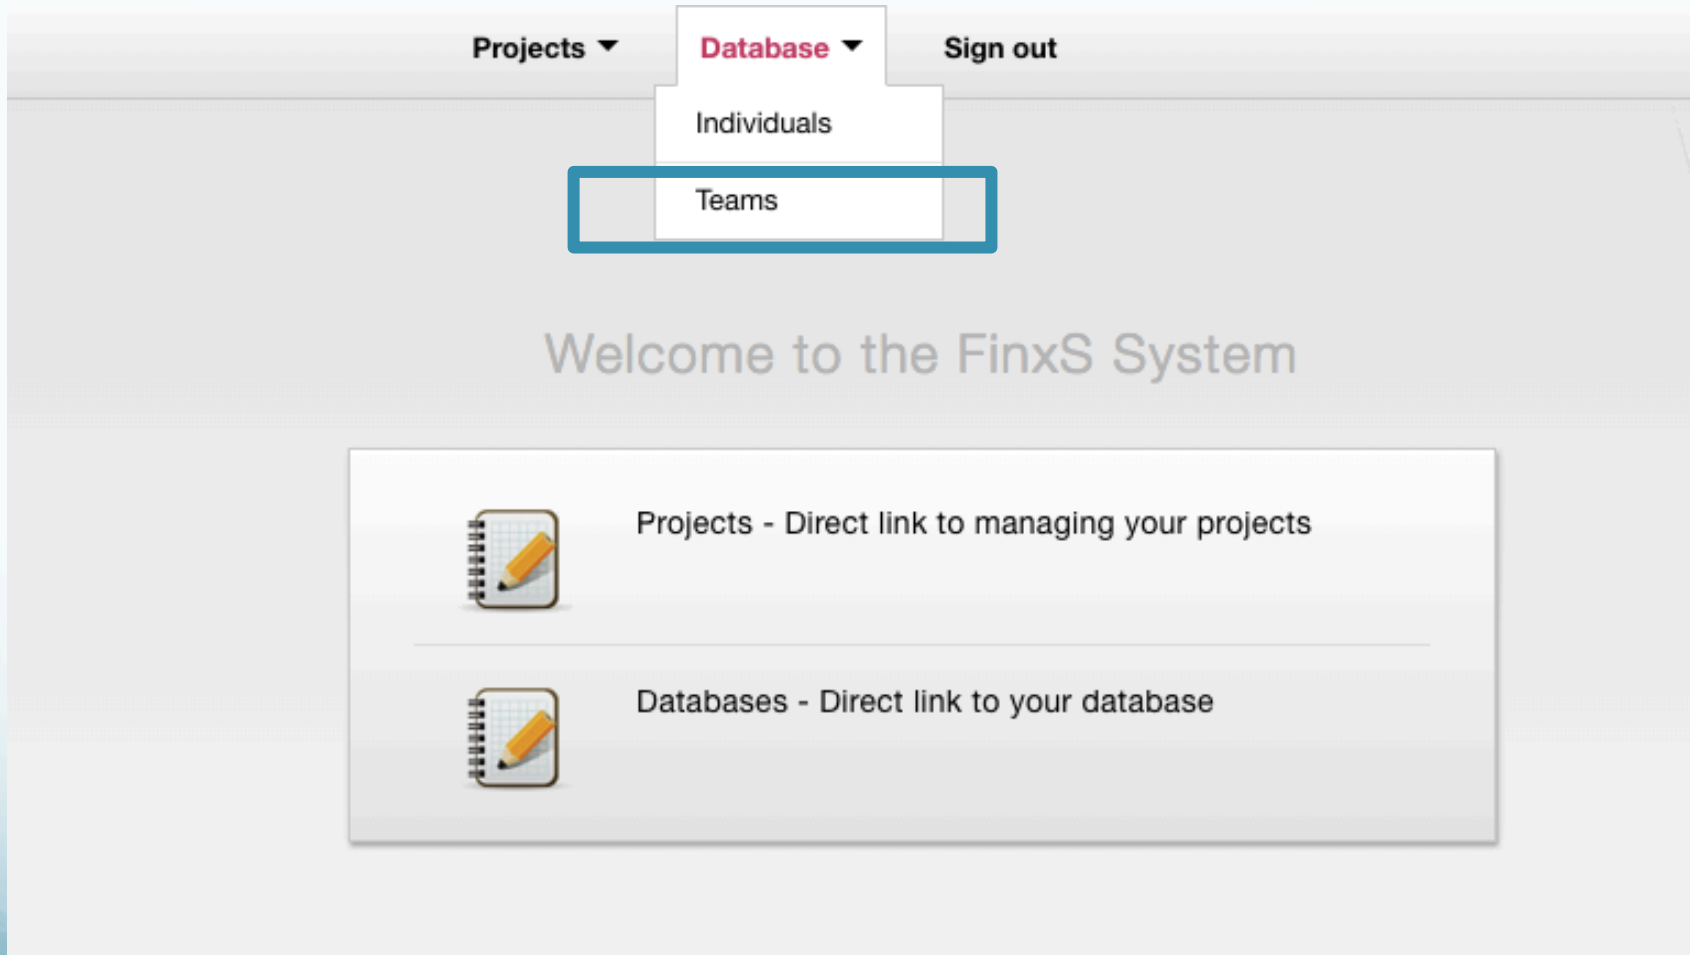 Projects Database Sign out
Individuals
Teams
Welcome to the FinxS System
Projects - Direct link to managing your projects
Databases - Direct link to your database